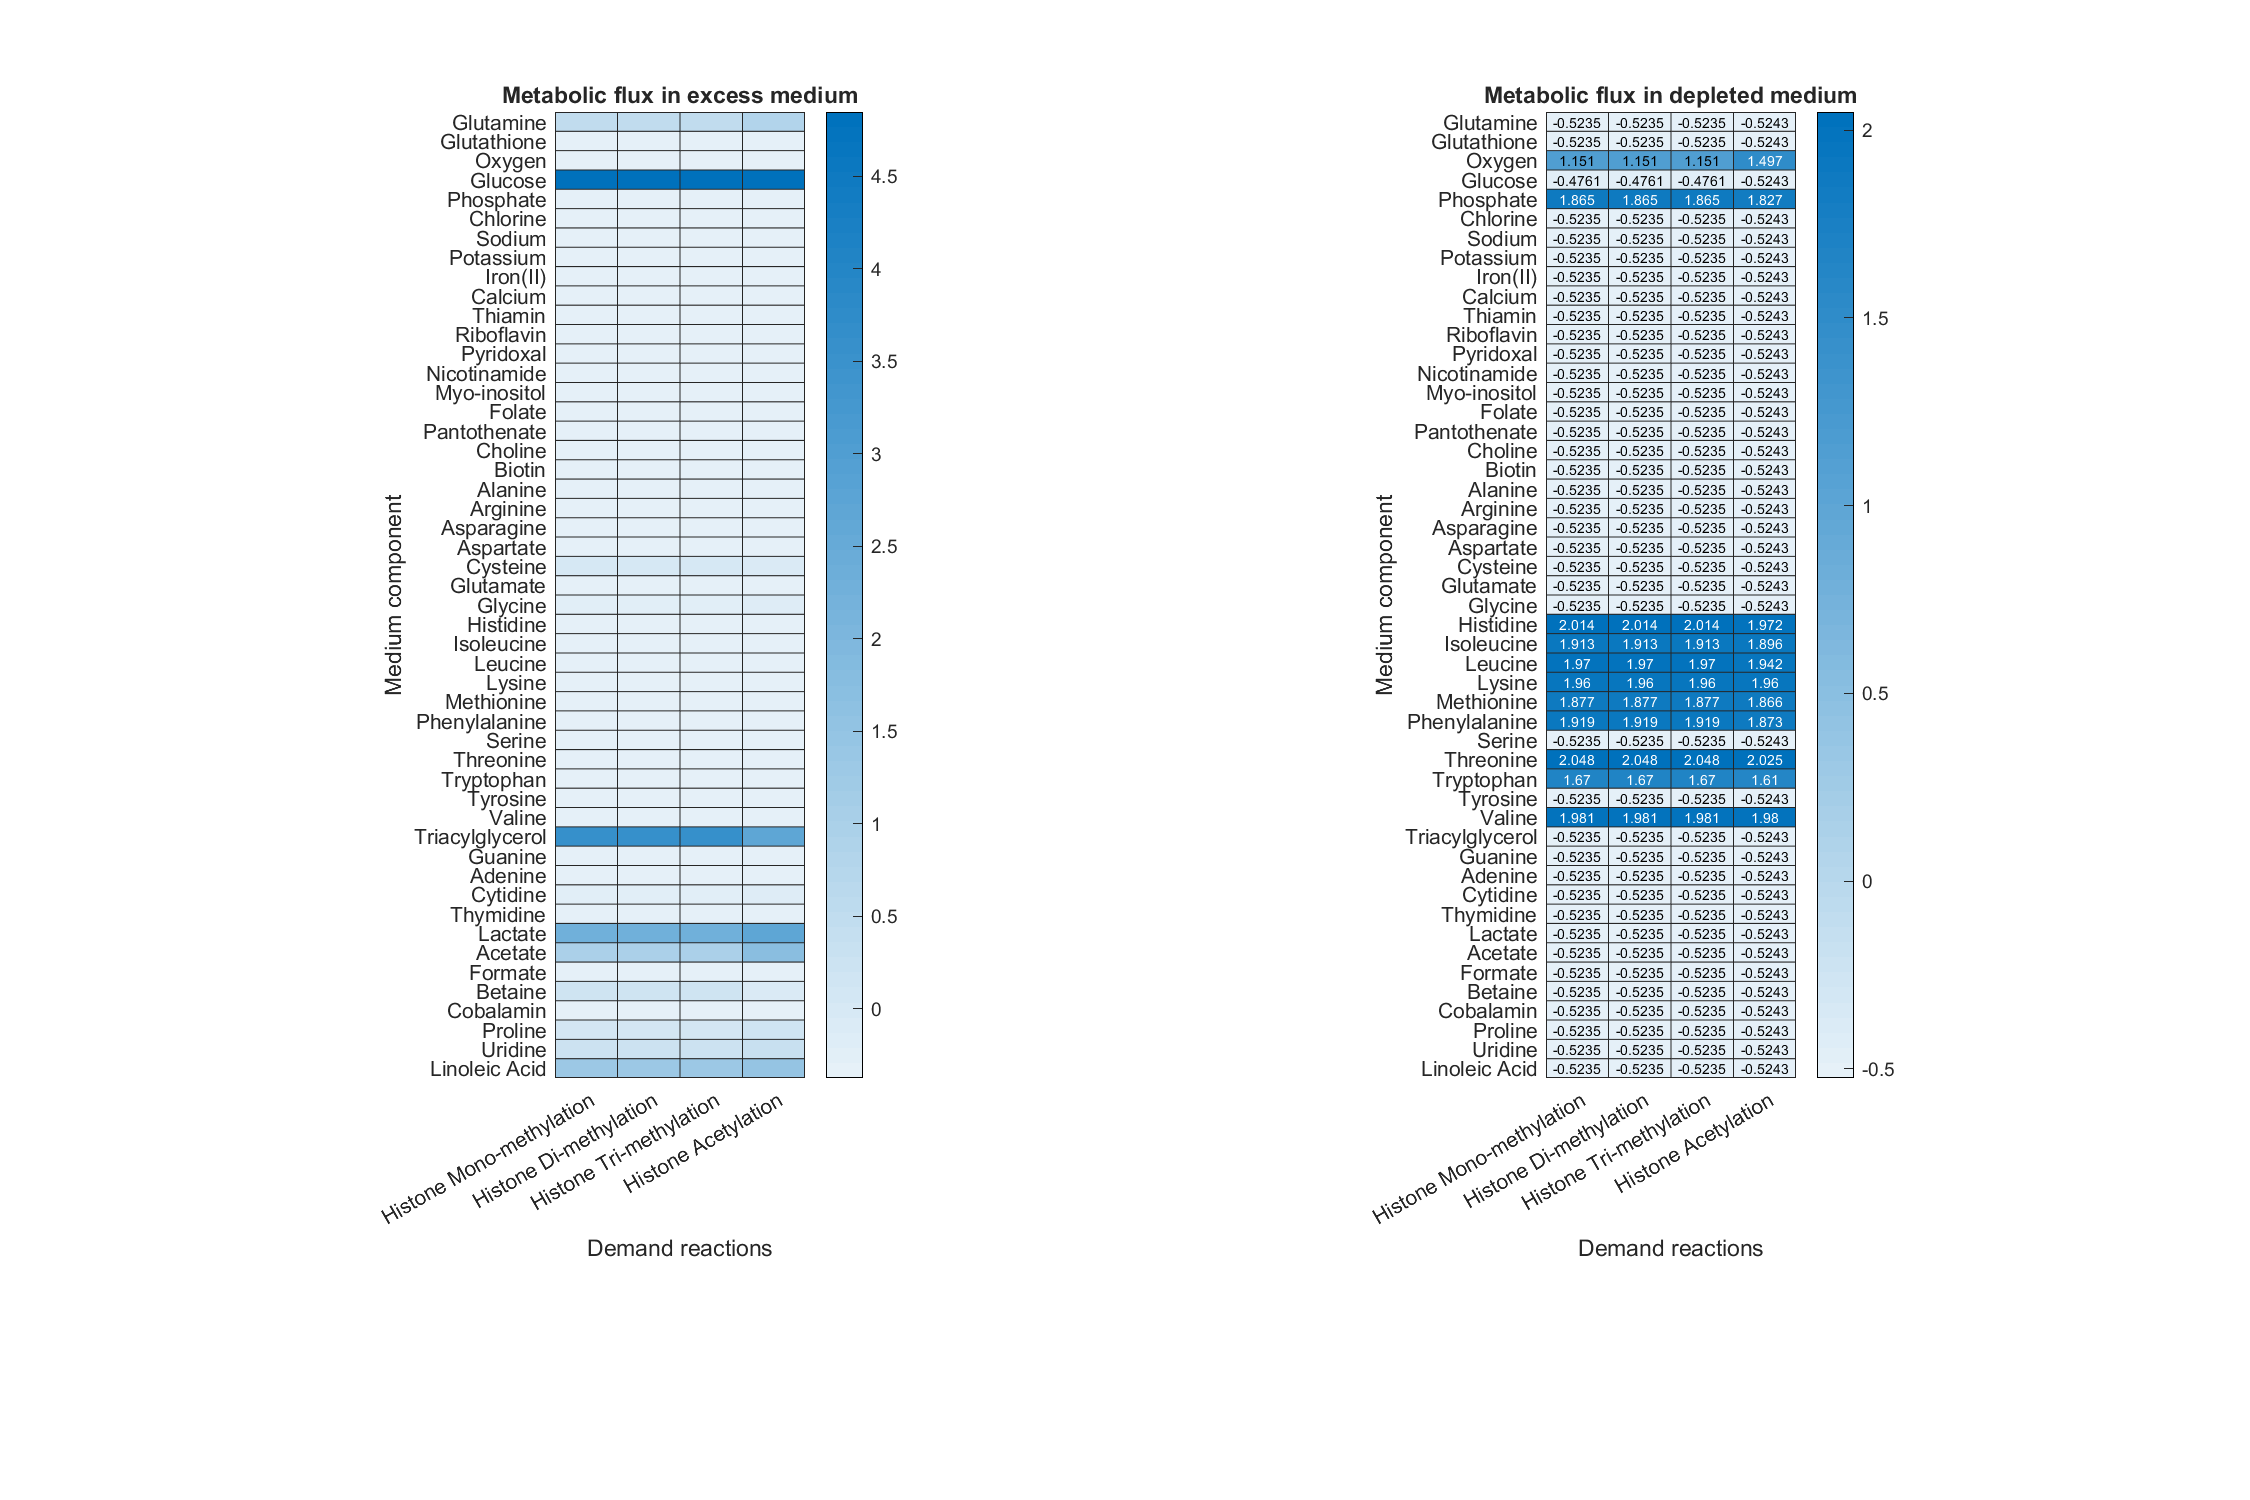 Metabolic flux in excess medium
Glutamine
Glutathione
Oxygen
Glucose
Phosphate
Chlorine
Sodium
Potassium
Iron(II)
Calcium
Thiamin
Riboflavin
Pyridoxal
Nicotinamide
Myo-inositol
Folate
Pantothenate
Choline
Biotin
Alanine
Arginine
Asparagine
Aspartate
Cysteine
Glutamate
Glycine
Histidine
Isoleucine
Leucine
Lysine
Methionine
Phenylalanine
Serine
Threonine
Tryptophan
Tyrosine
Valine
Triacylglycerol
Guanine
Adenine
Cytidine
Thymidine
Lactate
Acetate
Formate
Betaine
Cobalamin
Proline
Uridine
Linoleic Acid
Medium component
4.5
4
3.5
3
2.5
2
1.5
1
0.5
0
Histone Mono-methylation
Histone Di-methylation
Histone Tri-methylation
Histone Acetylation
Demand reactions
Metabolic flux in depleted medium
Glutamine -0.5235 -0.5235 -0.5235 -0.5243
Glutathione -0.5235 -0.5235 -0.5235 -0.5243
Oxygen 1.151 1.151 1.151 1.497
Glucose -0.4761 -0.4761 -0.4761 -0.5243
Phosphate 1.865 1.865 1.865 1.827
Chlorine -0.5235 -0.5235 -0.5235 -0.5243
Sodium -0.5235 -0.5235 -0.5235 -0.5243
Potassium -0.5235 -0.5235 -0.5235 -0.5243
Iron(II) -0.5235 -0.5235 -0.5235 -0.5243
Calcium -0.5235 -0.5235 -0.5235 -0.5243
Thiamin -0.5235 -0.5235 -0.5235 -0.5243
Riboflavin -0.5235 -0.5235 -0.5235 -0.5243
Pyridoxal -0.5235 -0.5235 -0.5235 -0.5243
Nicotinamide -0.5235 -0.5235 -0.5235 -0.5243
Myo-inositol -0.5235 -0.5235 -0.5235 -0.5243
Folate -0.5235 -0.5235 -0.5235 -0.5243
Pantothenate -0.5235 -0.5235 -0.5235 -0.5243
Choline -0.5235 -0.5235 -0.5235 -0.5243
Biotin -0.5235 -0.5235 -0.5235 -0.5243
Alanine -0.5235 -0.5235 -0.5235 -0.5243
Arginine -0.5235 -0.5235 -0.5235 -0.5243
Asparagine -0.5235 -0.5235 -0.5235 -0.5243
Aspartate -0.5235 -0.5235 -0.5235 -0.5243
Cysteine -0.5235 -0.5235 -0.5235 -0.5243
Glutamate -0.5235 -0.5235 -0.5235 -0.5243
Glycine -0.5235 -0.5235 -0.5235 -0.5243
Histidine 2.014 2.014 2.014 1.972
Isoleucine 1.913 1.913 1.913 1.896
Leucine 1.97 1.97 1.97 1.942
Lysine 1.96 1.96 1.96 1.96
Methionine 1.877 1.877 1.877 1.866
Phenylalanine 1.919 1.919 1.919 1.873
Serine -0.5235 -0.5235 -0.5235 -0.5243
Threonine 2.048 2.048 2.048 2.025
Tryptophan 1.67 1.67 1.67 1.61
Tyrosine -0.5235 -0.5235 -0.5235 -0.5243
Valine 1.981 1.981 1.981 1.98
Triacylglycerol -0.5235 -0.5235 -0.5235 -0.5243
Guanine -0.5235 -0.5235 -0.5235 -0.5243
Adenine -0.5235 -0.5235 -0.5235 -0.5243
Cytidine -0.5235 -0.5235 -0.5235 -0.5243
Thymidine -0.5235 -0.5235 -0.5235 -0.5243
Lactate -0.5235 -0.5235 -0.5235 -0.5243
Acetate -0.5235 -0.5235 -0.5235 -0.5243
Formate -0.5235 -0.5235 -0.5235 -0.5243
Betaine -0.5235 -0.5235 -0.5235 -0.5243
Cobalamin -0.5235 -0.5235 -0.5235 -0.5243
Proline -0.5235 -0.5235 -0.5235 -0.5243
Uridine -0.5235 -0.5235 -0.5235 -0.5243
Linoleic Acid -0.5235 -0.5235 -0.5235 -0.5243
Medium component
2
1.5
1
0.5
0
-0.5
Histone Mono-methylation
Histone Di-methylation
Histone Tri-methylation
Histone Acetylation
Demand reactions